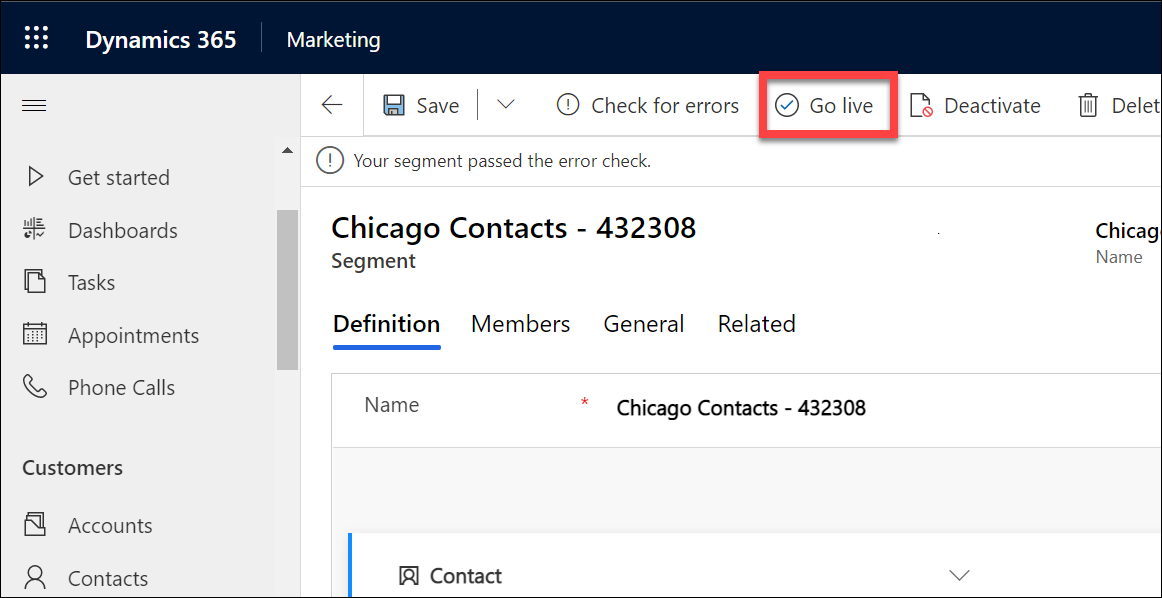 Dynamics 365 Marketing
Save Check for errors Go live Deactivate Delet
Your segment passed the error check.
Get started
Dashboards
Tasks
Appointments
Phone Calls
Customers
Accounts
Contacts
Chicago Contacts - 432308
Segment
Chicag
Name
Definition Members General Related
Name * Chicago Contacts - 432308
Contact